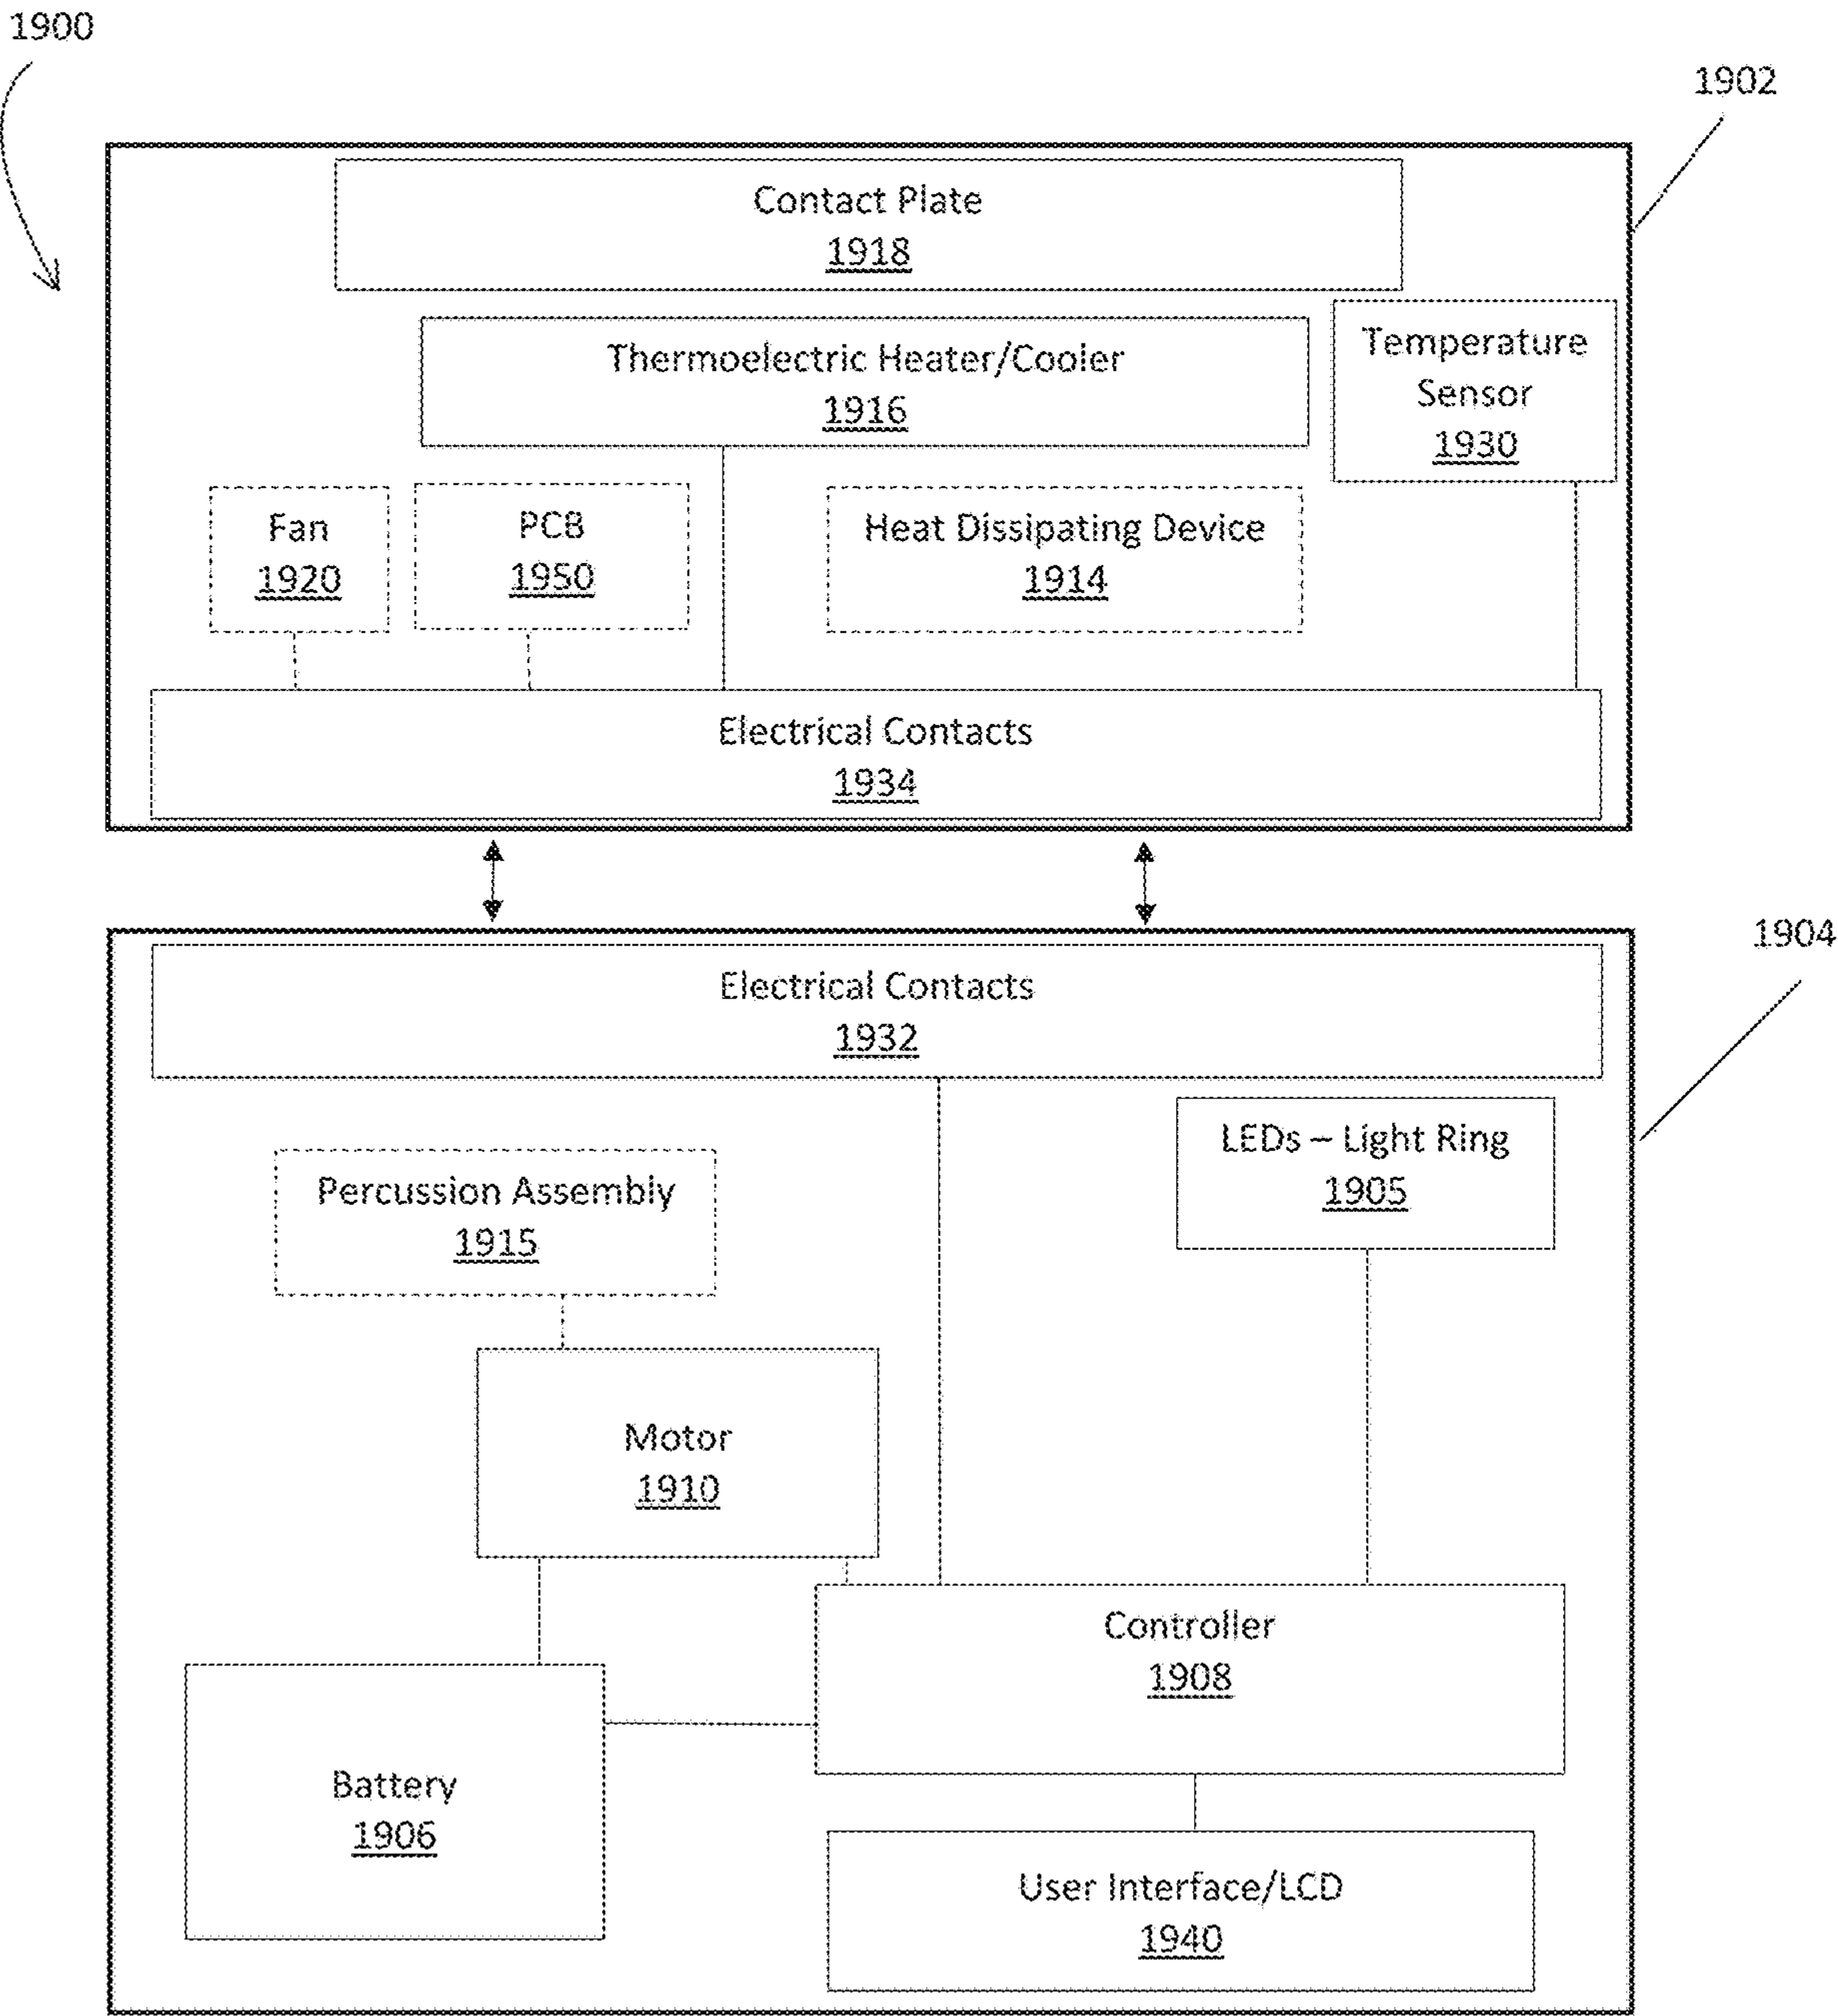 1900
1902
Contact Plate
1918
Thermoelectric Heater/Cooler
1916
Temperature
Sensor
1930
Fan
1920
PCB
1950
Heat Dissipating Device
1914
Electrical Contacts
1934
1904
Electrical Contacts
1932
LEDs – Light Ring
1905
Percussion Assembly
1915
Motor
1910
Controller
1908
Battery
1906
User Interface/LCD
1940